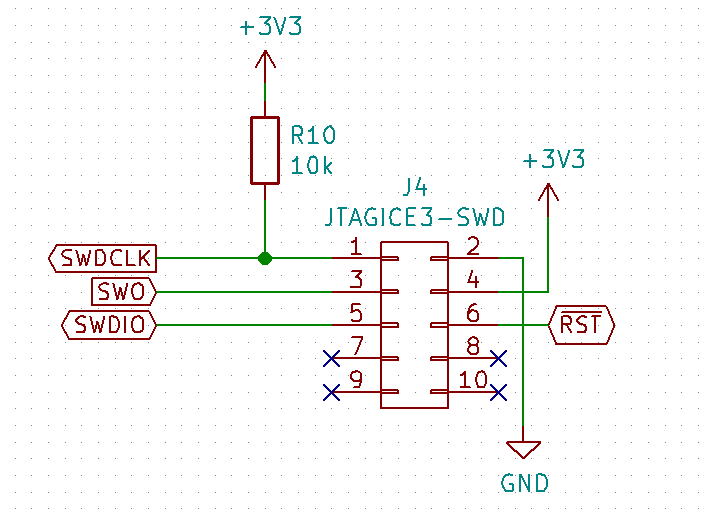 +3V3
R10
10k
+3V3
J4
JTAGICE3-SWD
SWDCLK
1
2
SWO
3
4
SWDIO
5
6
RST
7
8
9
10
GND